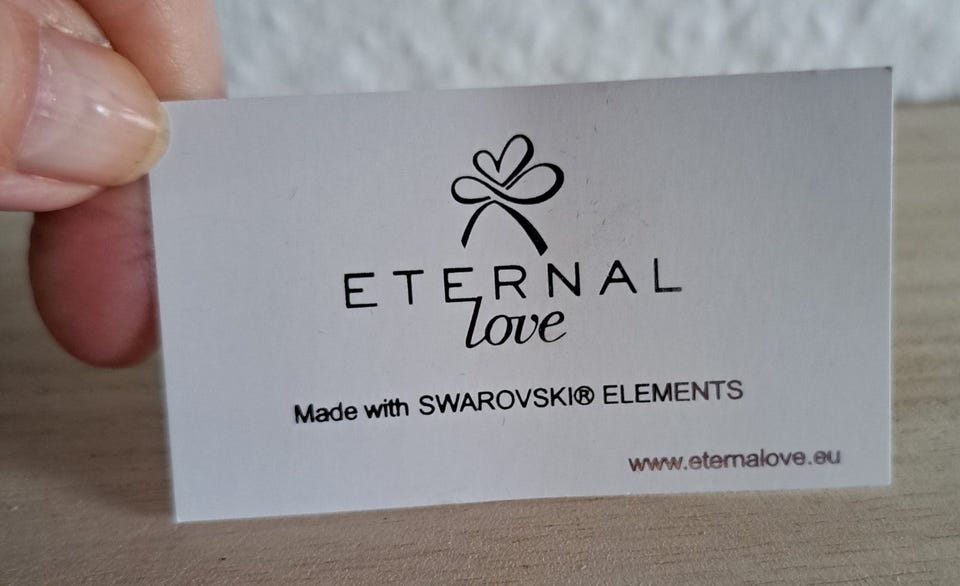 ETERNAL
love
Made with SWAROVSKI® ELEMENTS
www.eternalove.eu